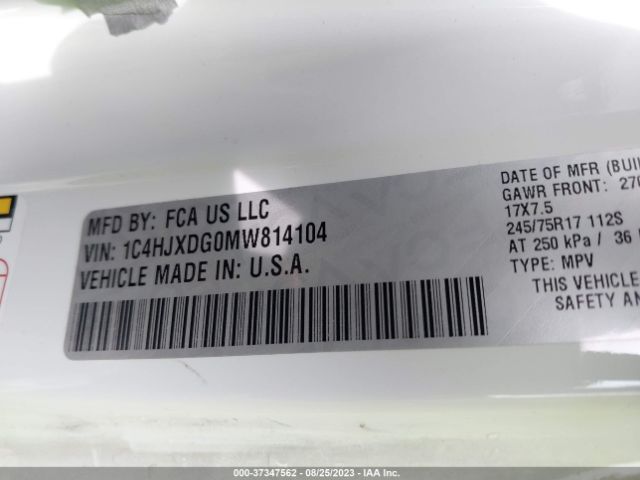 MFD BY: FCA US LLC
VIN: 1C4HJXDG0MW814104
VEHICLE MADE IN: U.S.A.
DATE OF MFR (BUI
GAWR FRONT: 270
17X7.5
245/75R17 112S
AT 250 kPa / 36
TYPE: MPV
THIS VEHICLE
SAFETY AN
000-37347562 - 08/25/2023 - IAA Inc.